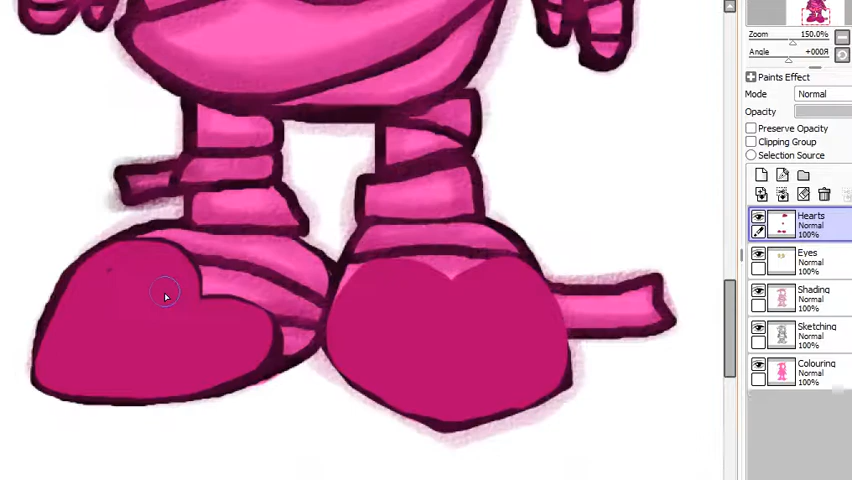 Zoom 150.0%
Angle +000Я
Paints Effect
Mode Normal
Opacity
Preserve Opacity
Clipping Group
Selection Source
Hearts
Normal
100%
Eyes
Normal
100%
Shading
Normal
100%
Sketching
Normal
100%
Colouring
Normal
100%